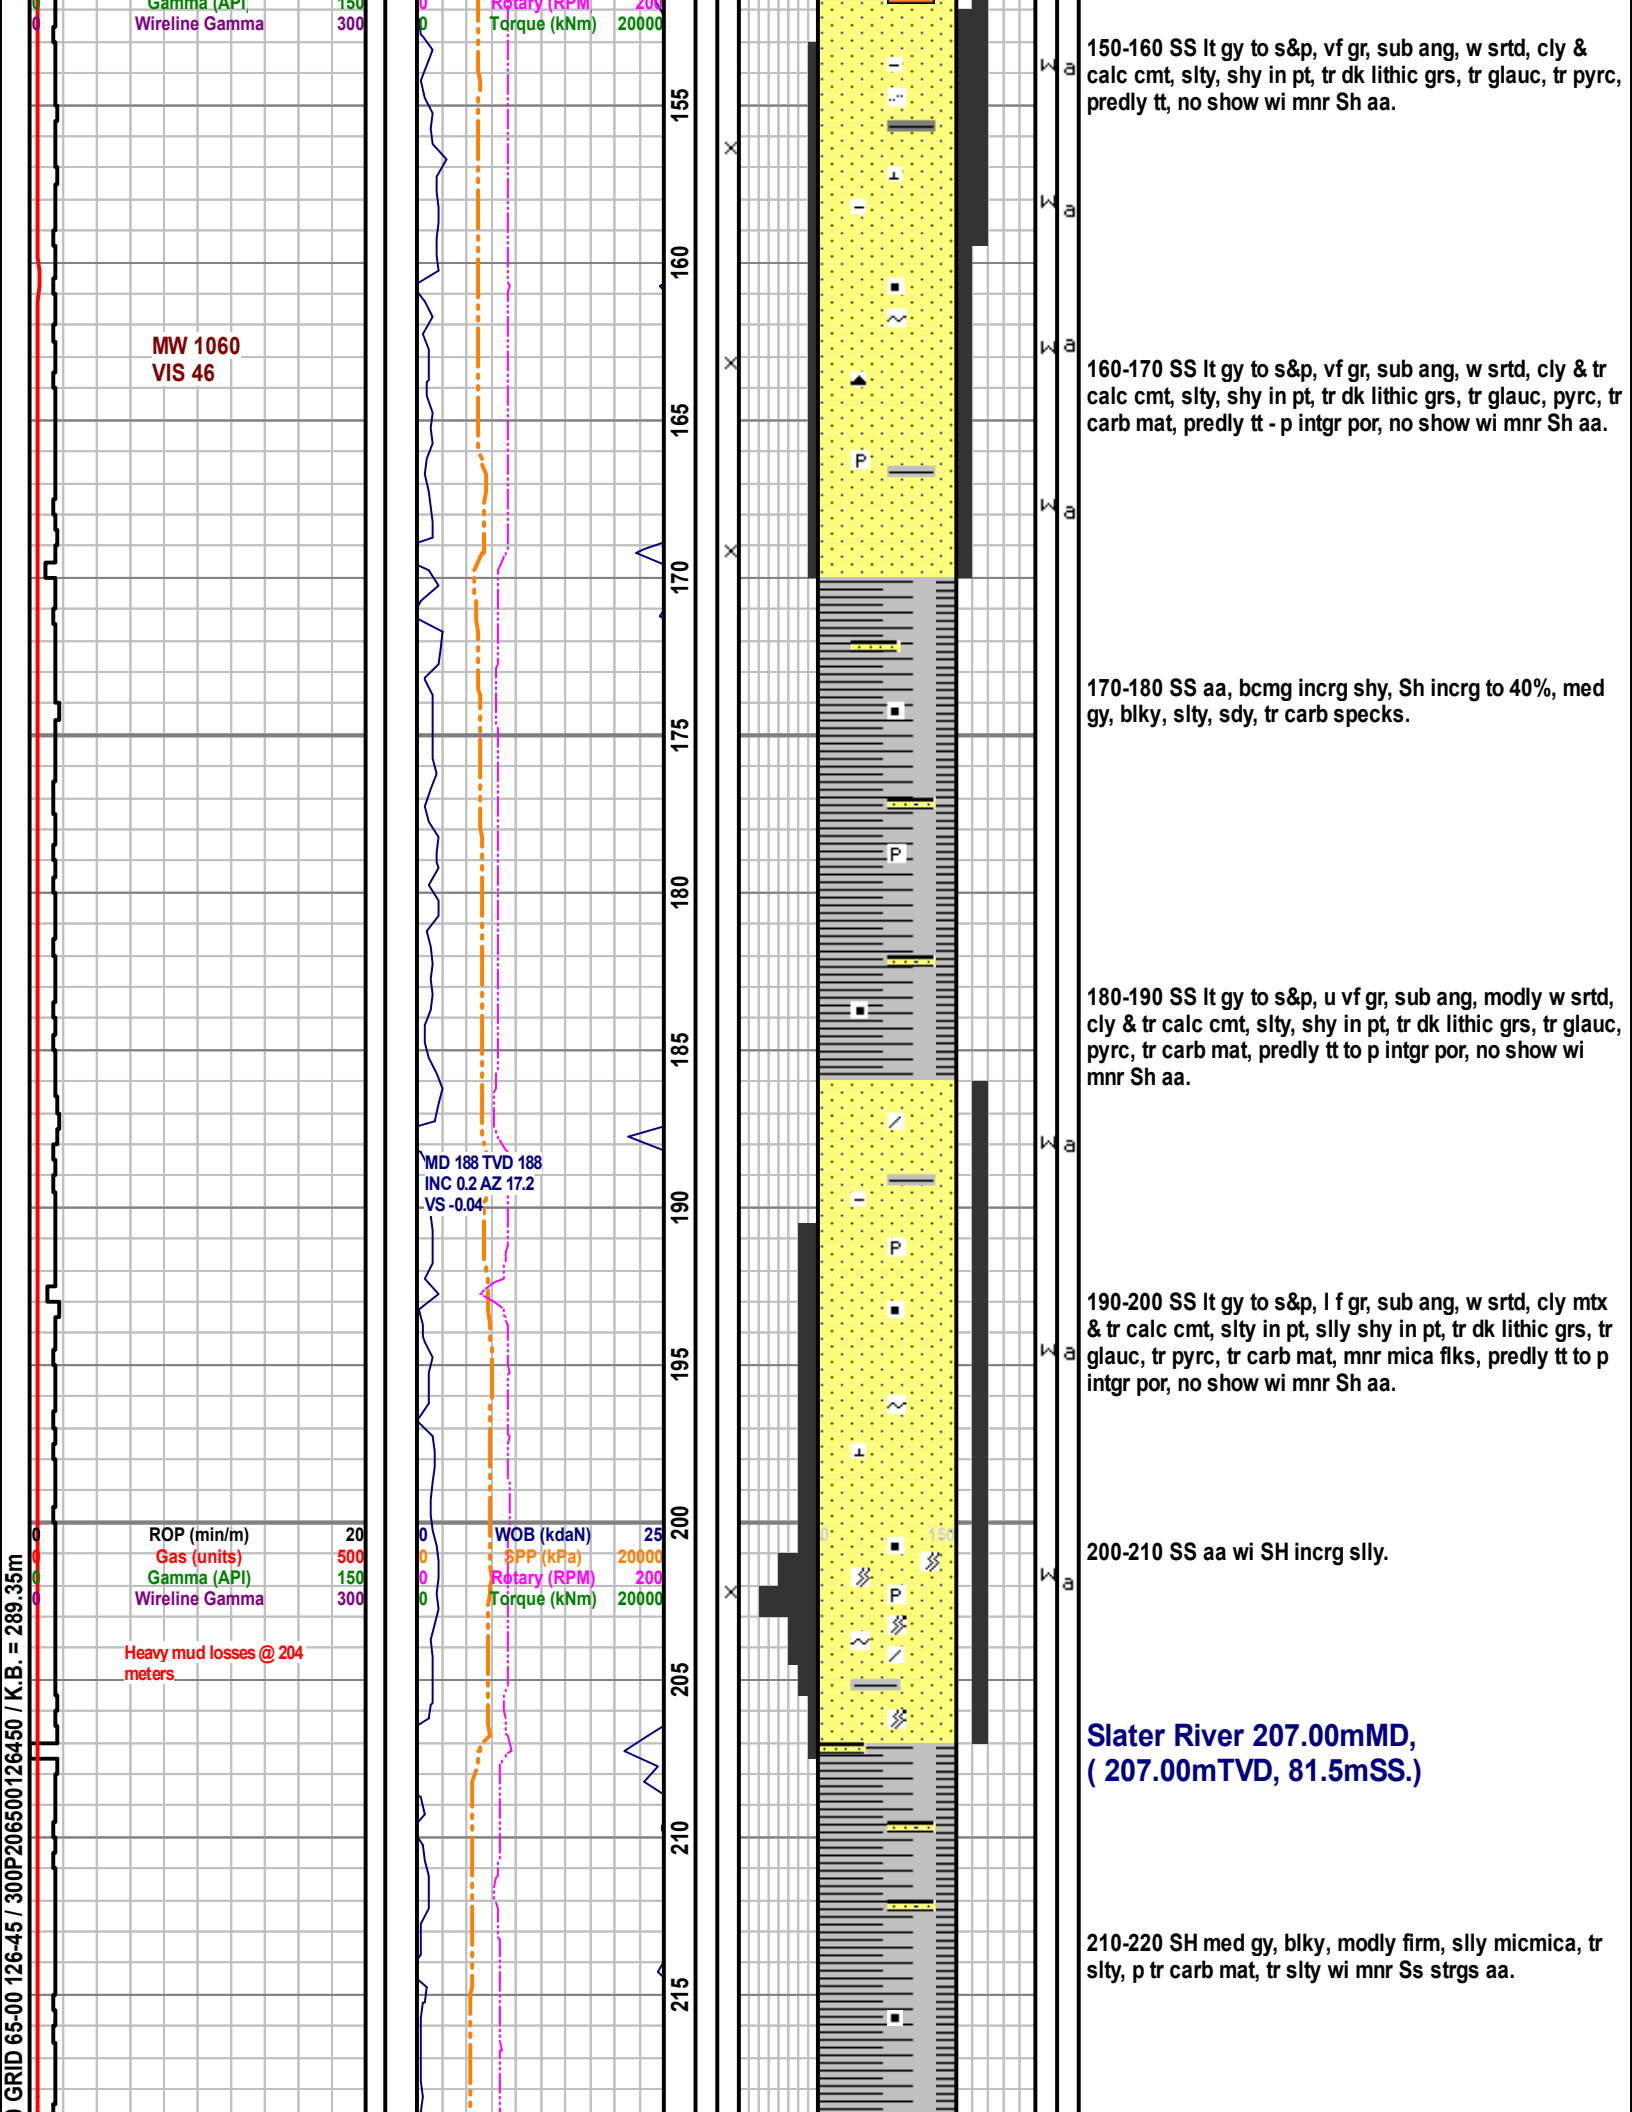 Gamma (API) 150
0 Wireline Gamma 300
0 Rotary (RPM 200
0 Torque (kNm) 20000
150-160 SS lt gy to s&p, vf gr, sub ang, w srtd, cly &
calc cmt, slty, shy in pt, tr dk lithic grs, tr glauc, tr pyrc,
predly tt, no show wi mnr Sh aa.
155
160
MW 1060
VIS 46
160-170 SS lt gy to s&p, vf gr, sub ang, w srtd, cly & tr
calc cmt, slty, shy in pt, tr dk lithic grs, tr glauc, pyrc, tr
carb mat, predly tt - p intgr por, no show wi mnr Sh aa.
165
P
170
170-180 SS aa, bcmg incrg shy, Sh incrg to 40%, med
gy, blky, slty, sdy, tr carb specks.
175
P
180
180-190 SS lt gy to s&p, u vf gr, sub ang, modly w srtd,
cly & tr calc cmt, slty, shy in pt, tr dk lithic grs, tr glauc,
pyrc, tr carb mat, predly tt to p intgr por, no show wi
mnr Sh aa.
185
MD 188 TVD 188
INC 0.2 AZ 17.2
VS -0.04
190
P
190-200 SS lt gy to s&p, l f gr, sub ang, w srtd, cly mtx
& tr calc cmt, slty in pt, slly shy in pt, tr dk lithic grs, tr
glauc, tr pyrc, tr carb mat, mnr mica flks, predly tt to p
intgr por, no show wi mnr Sh aa.
195
200
0 ROP (min/m) 20
0 Gas (units) 500
0 Gamma (API) 150
0 Wireline Gamma 300
0 WOB (kdaN) 25
0 SPP (kPa) 20000
0 Rotary (RPM) 200
0 Torque (kNm) 20000
0 150
200-210 SS aa wi SH incrg slly.
P
Heavy mud losses @ 204
meters
205
Slater River 207.00mMD,
( 207.00mTVD, 81.5mSS.)
210
210-220 SH med gy, blky, modly firm, slly micmica, tr
slty, p tr carb mat, tr slty wi mnr Ss strgs aa.
215
GRID 65-00 126-45 / 300P206500126450 / K.B. = 289.35m